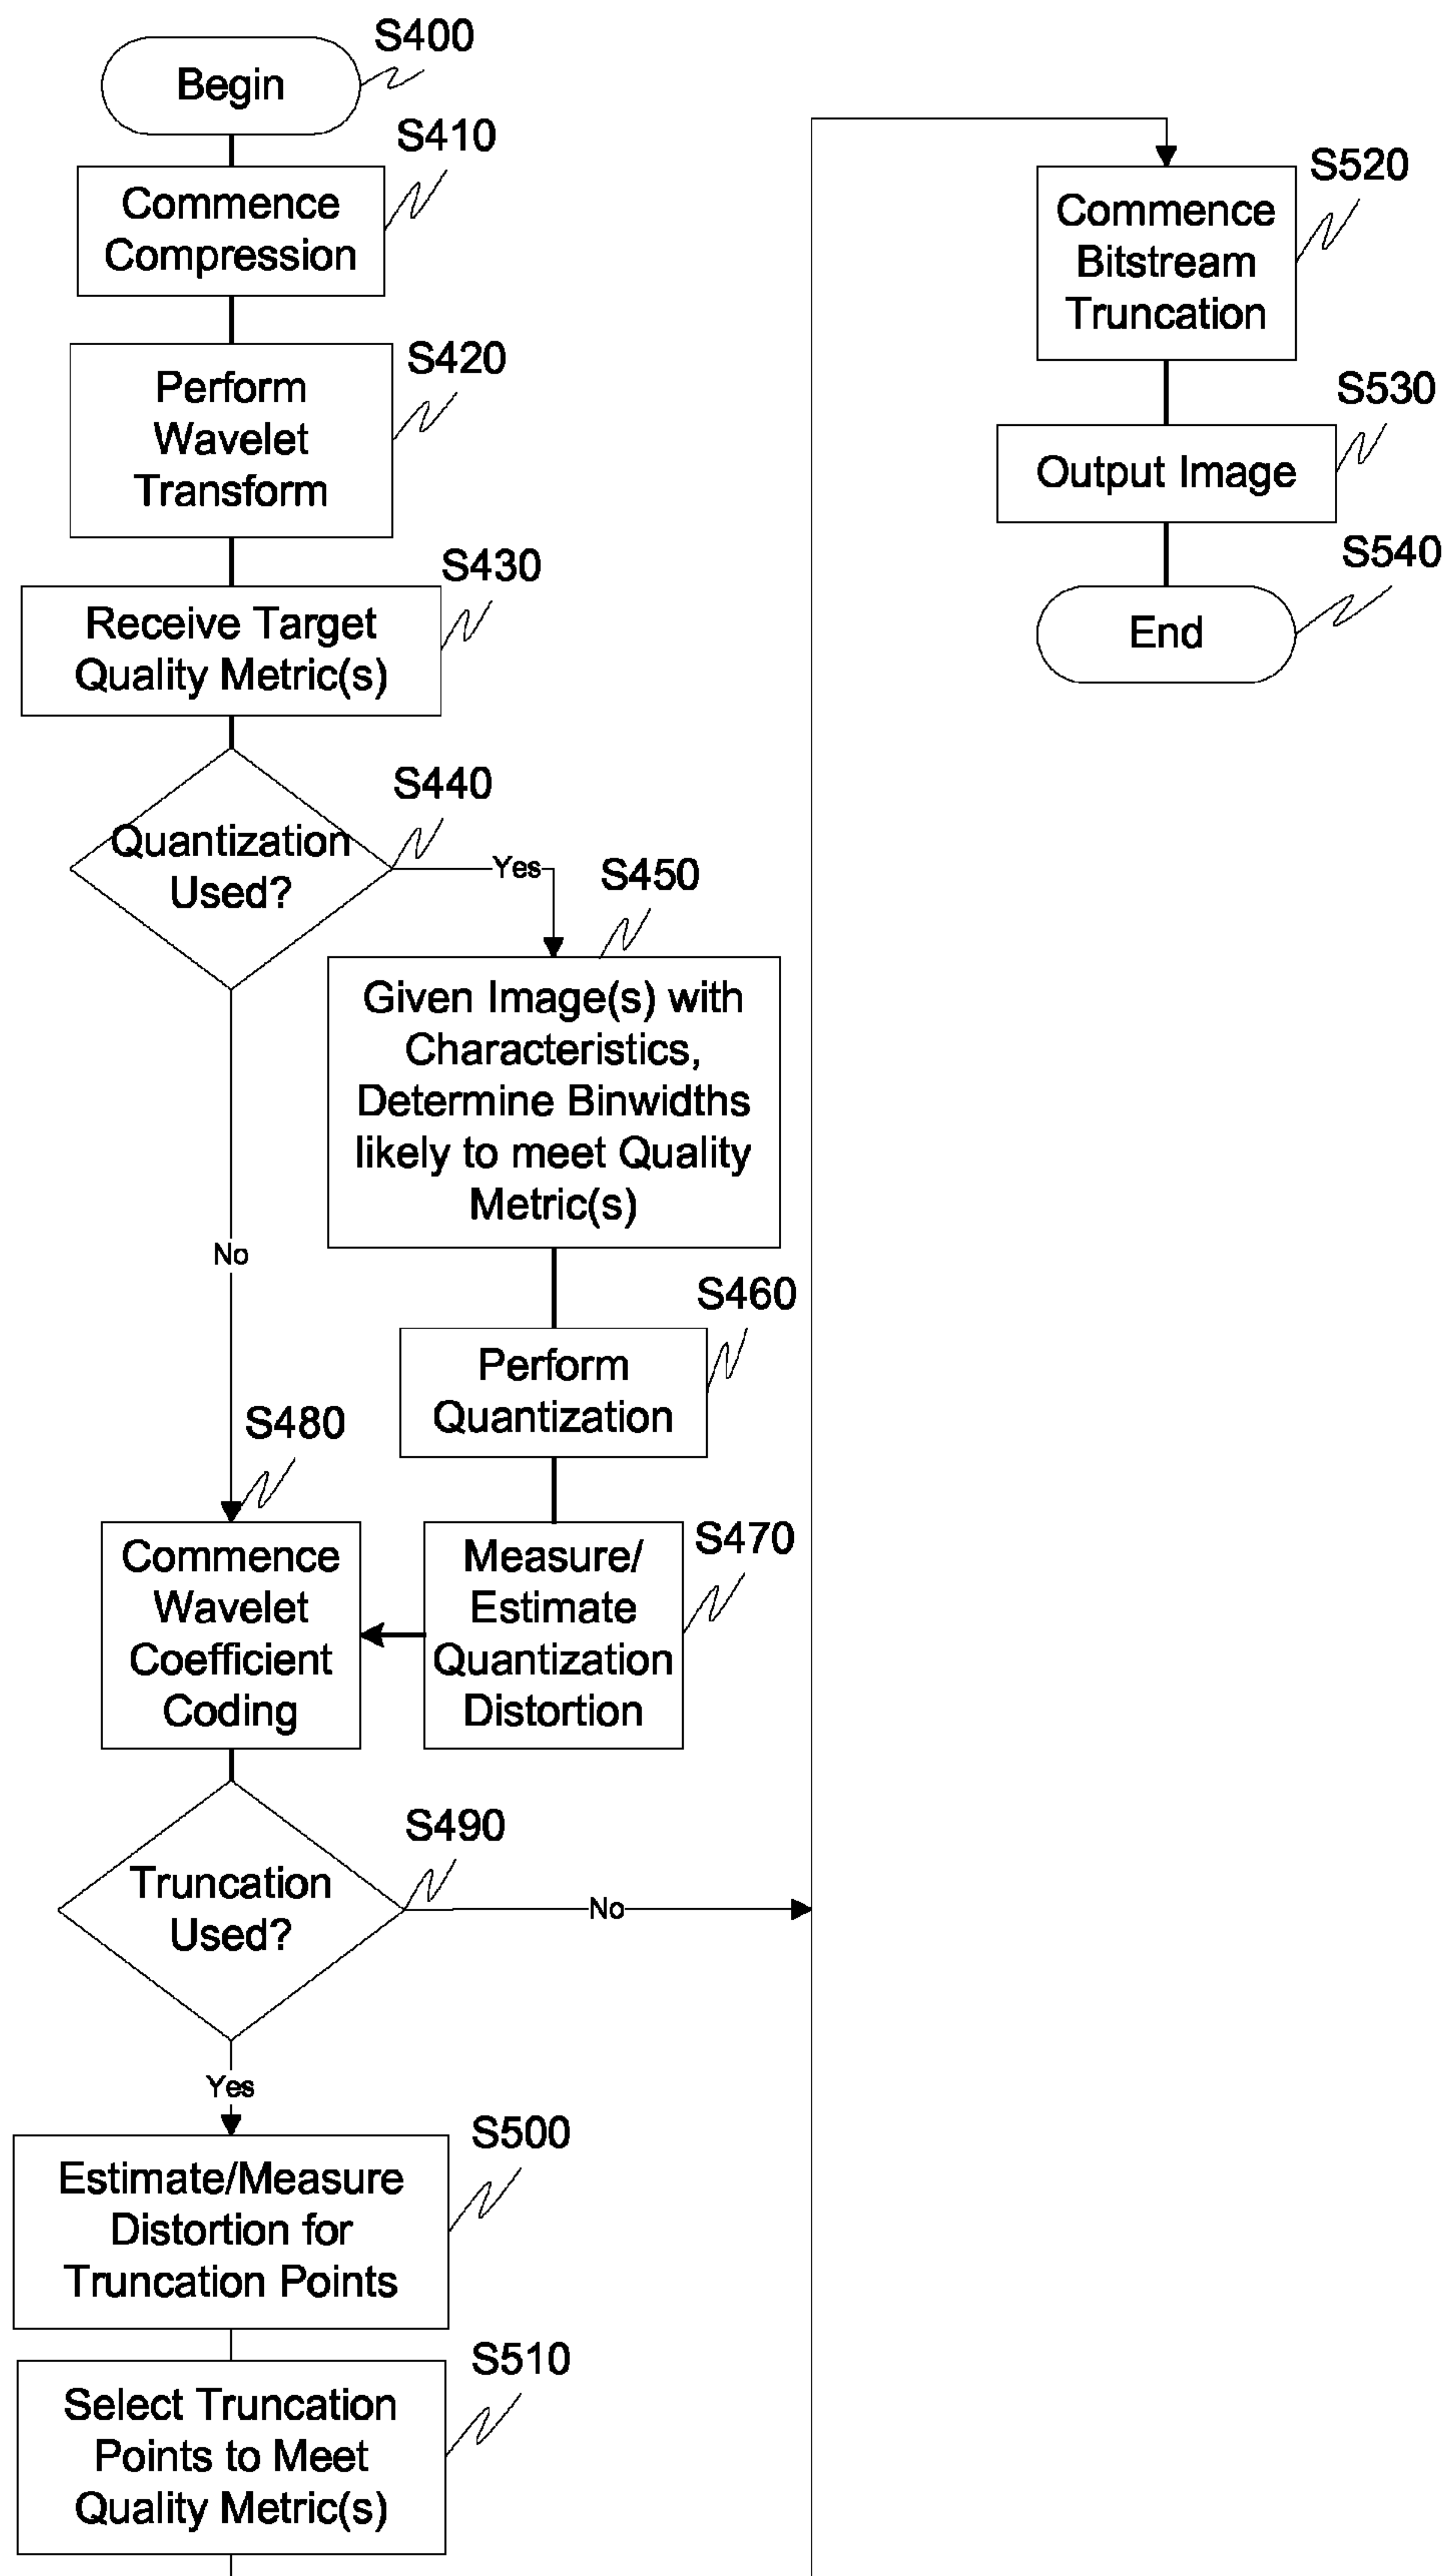 S400
Begin
S410
Commence
Compression
S420
Perform
Wavelet
Transform
S430
Receive Target
Quality Metric(s)
S440
Quantization
Used?
Yes
S450
Given Image(s) with
Characteristics,
Determine Binwidths
likely to meet Quality
Metric(s)
No
S460
Perform
Quantization
S470
Measure/
Estimate
Quantization
Distortion
S480
Commence
Wavelet
Coefficient
Coding
S490
Truncation
Used?
No
Yes
S500
Estimate/Measure
Distortion for
Truncation Points
S510
Select Truncation
Points to Meet
Quality Metric(s)
S520
Commence
Bitstream
Truncation
S530
Output Image
S540
End